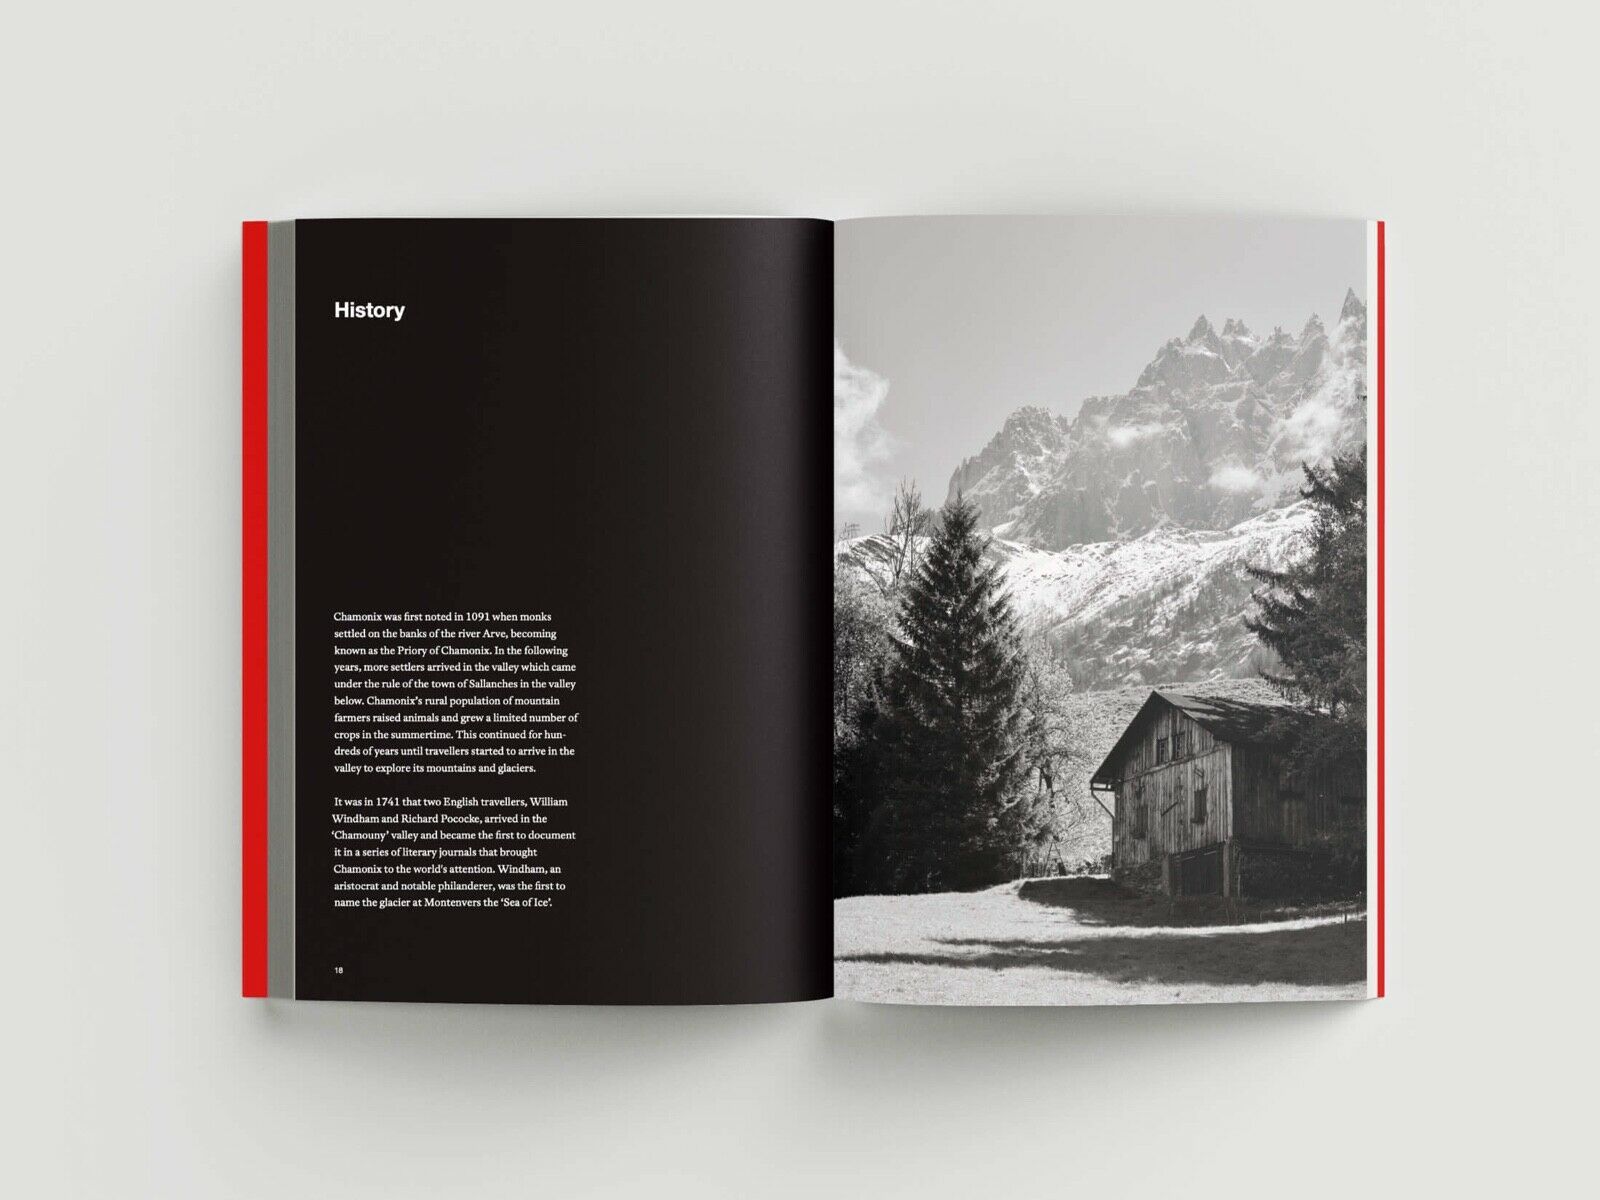 History
Chamonix was first noted in 1091 when monks
settled on the banks of the river Arve, becoming
known as the Priory of Chamonix. In the following
years, more settlers arrived in the valley which came
under the rule of the town of Sallanches in the valley
below. Chamonix's rural population of mountain
farmers raised animals and grew a limited number of
crops in the summertime. This continued for hun-
dreds of years until travellers started to arrive in the
valley to explore its mountains and glaciers.
It was in 1741 that two English travellers, William
Windham and Richard Pococke, arrived in the
‘Chamouny’ valley and became the first to document
it in a series of literary journals that brought
Chamonix to the world's attention. Windham, an
aristocrat and notable philanderer, was the first to
name the glacier at Montenvers the ‘Sea of Ice’.
18